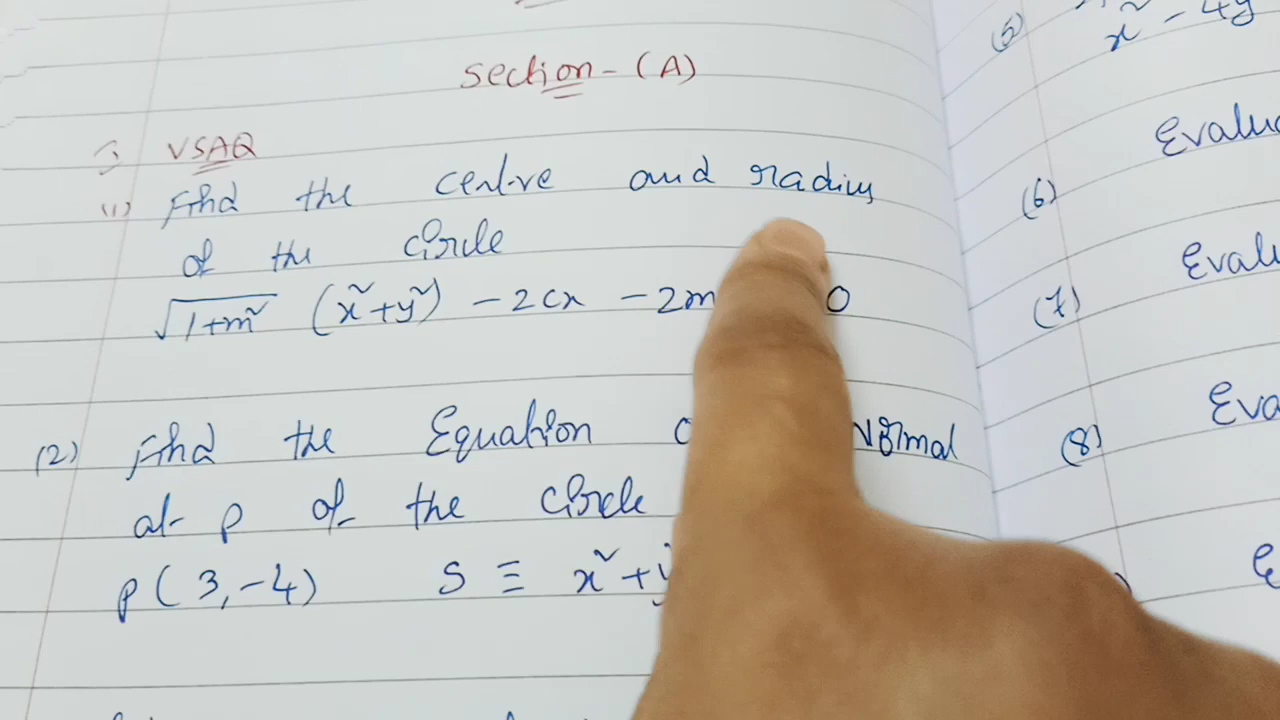 Section - (A)
I) VSAQ
(1) Find the centre and radius
of the circle
√1+m² (x²+y²) - 2cx - 2m 0
(2) Find the Equation Normal
at P of the circle
P(3,-4) S ≡ x²+y
(5) x² - 4y
Evalu
(6)
Evalu
(7)
Eva
(8)